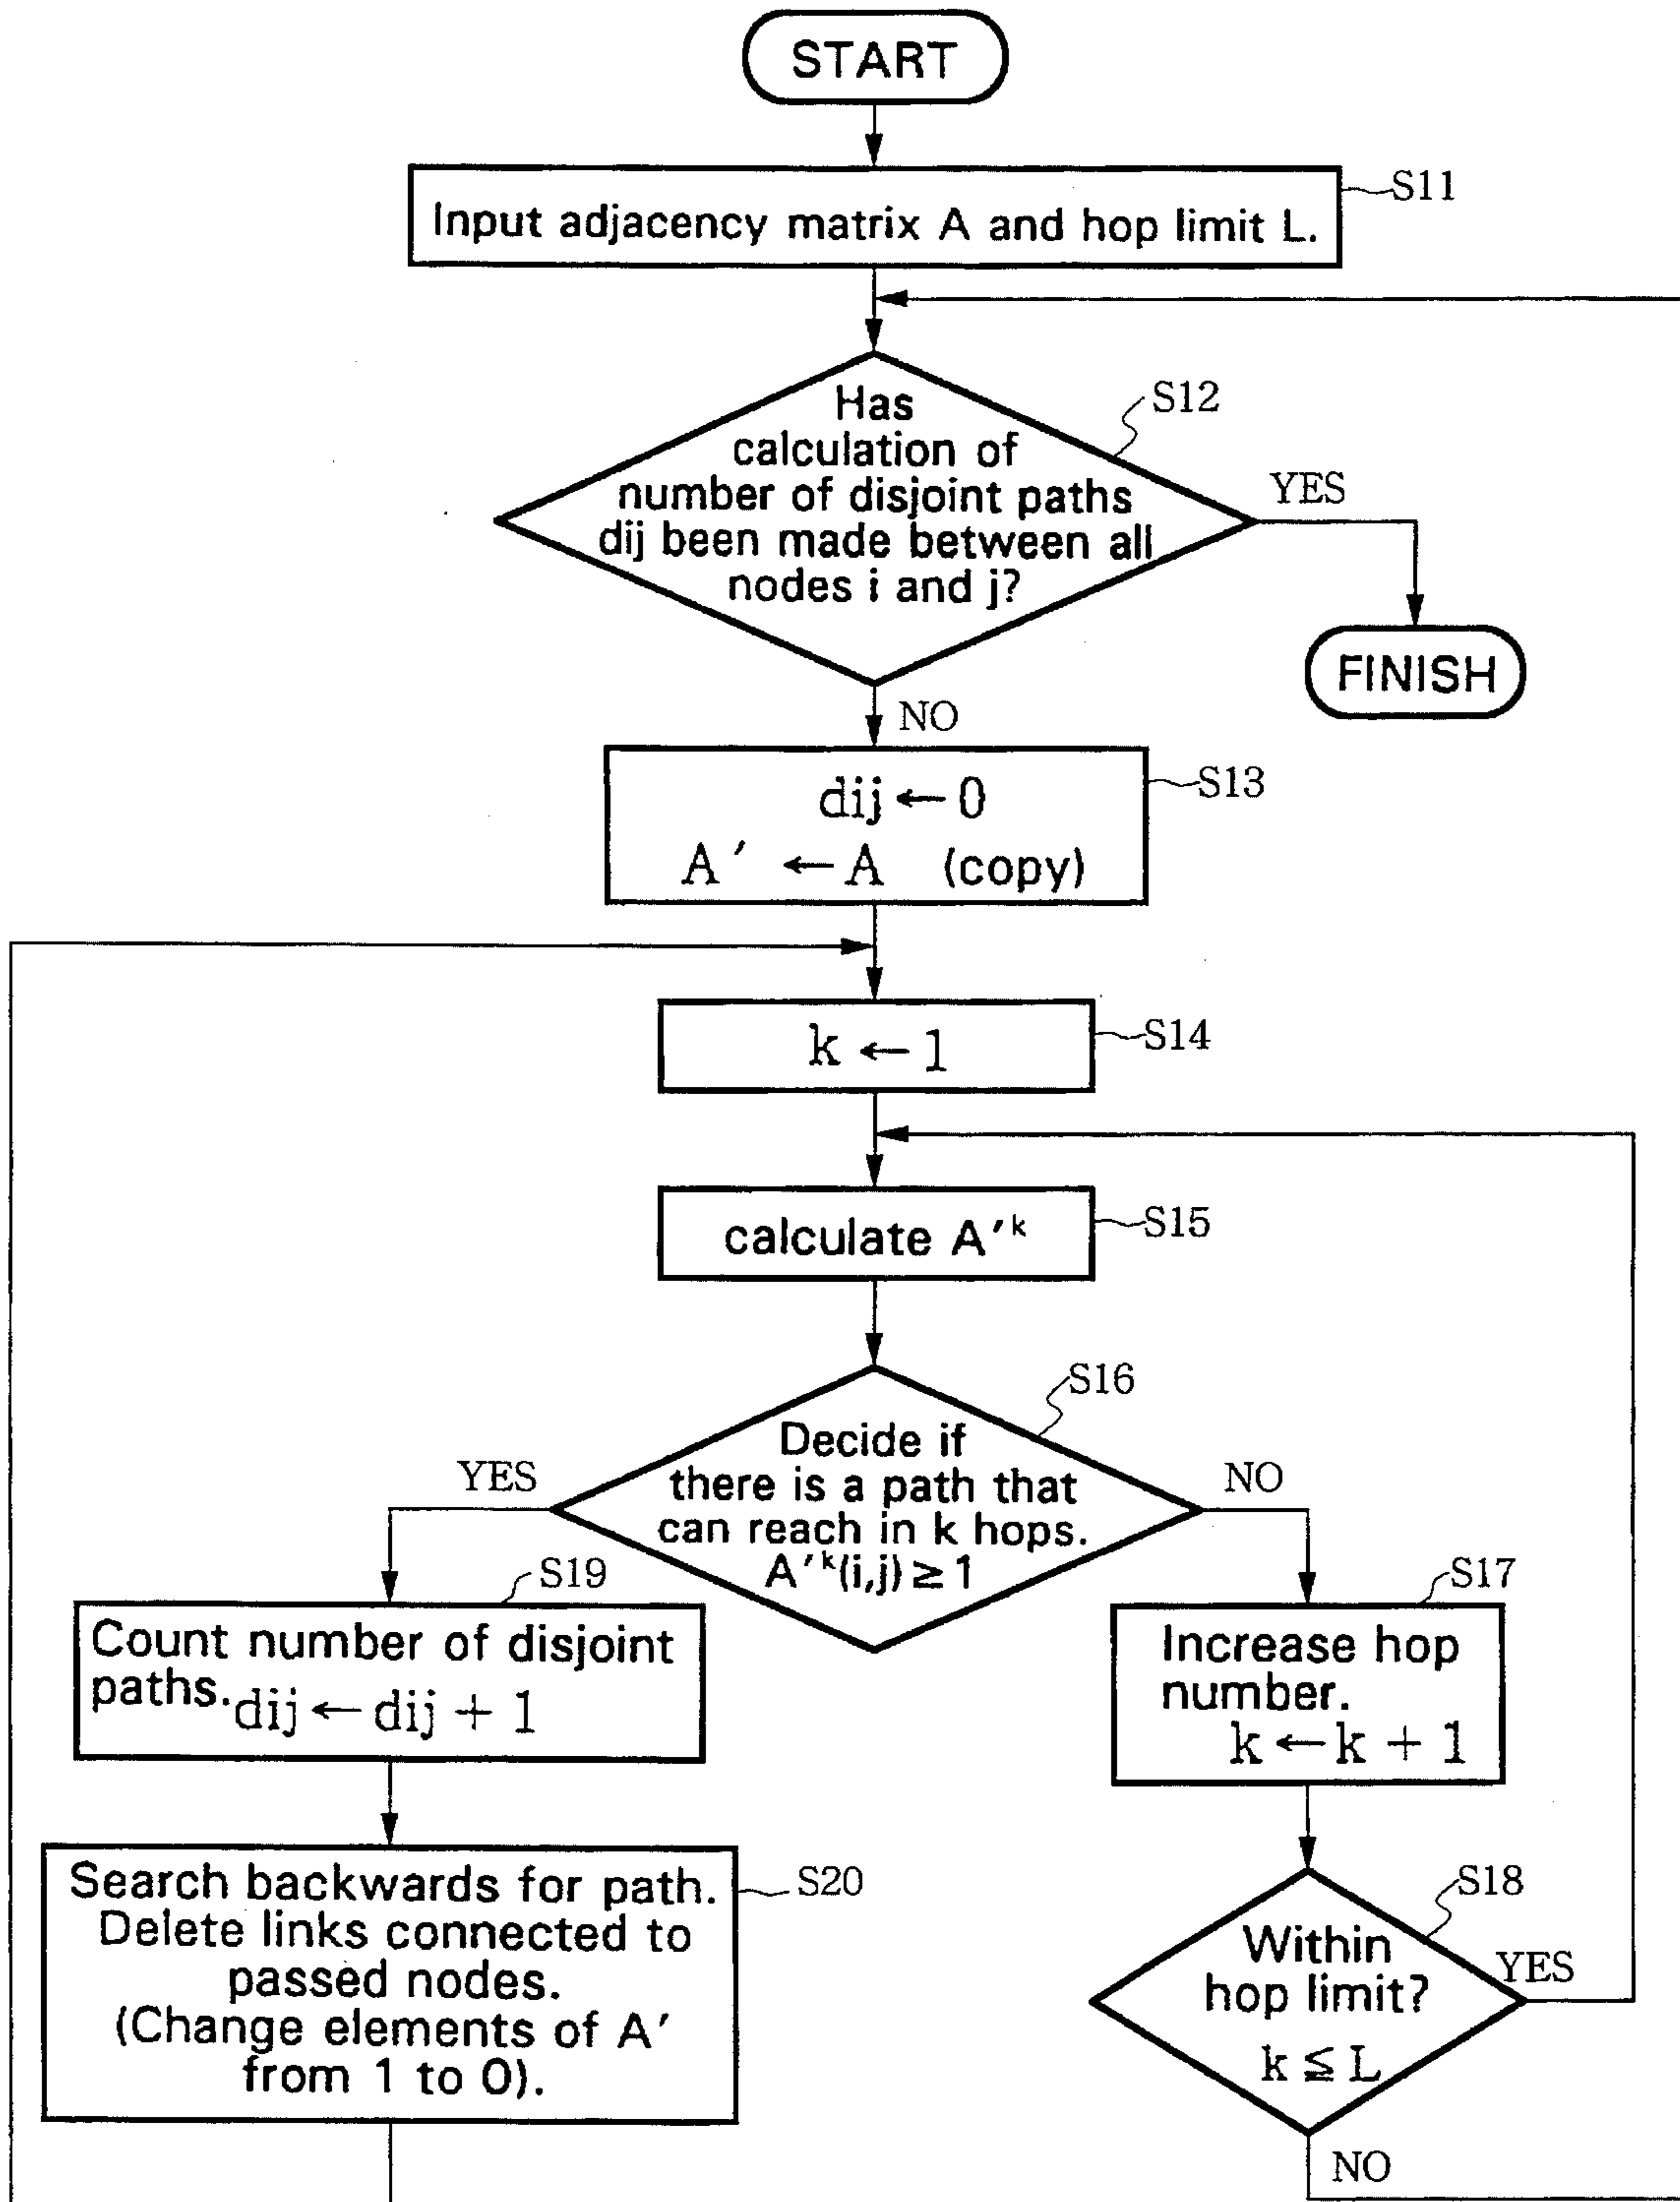 START
S11
Input adjacency matrix A and hop limit L.
S12
Has
calculation of
number of disjoint paths
dij been made between all
nodes i and j?
YES
FINISH
NO
S13
dij ← 0
A' ← A (copy)
S14
k ← 1
S15
calculate A'ᵏ
S16
Decide if
there is a path that
can reach in k hops.
A'ᵏ(i,j) ≥ 1
YES
NO
S19
Count number of disjoint
paths. dij ← dij + 1
S17
Increase hop
number.
k ← k + 1
S20
Search backwards for path.
Delete links connected to
passed nodes.
(Change elements of A'
from 1 to 0).
S18
Within
hop limit?
k ≦ L
YES
NO